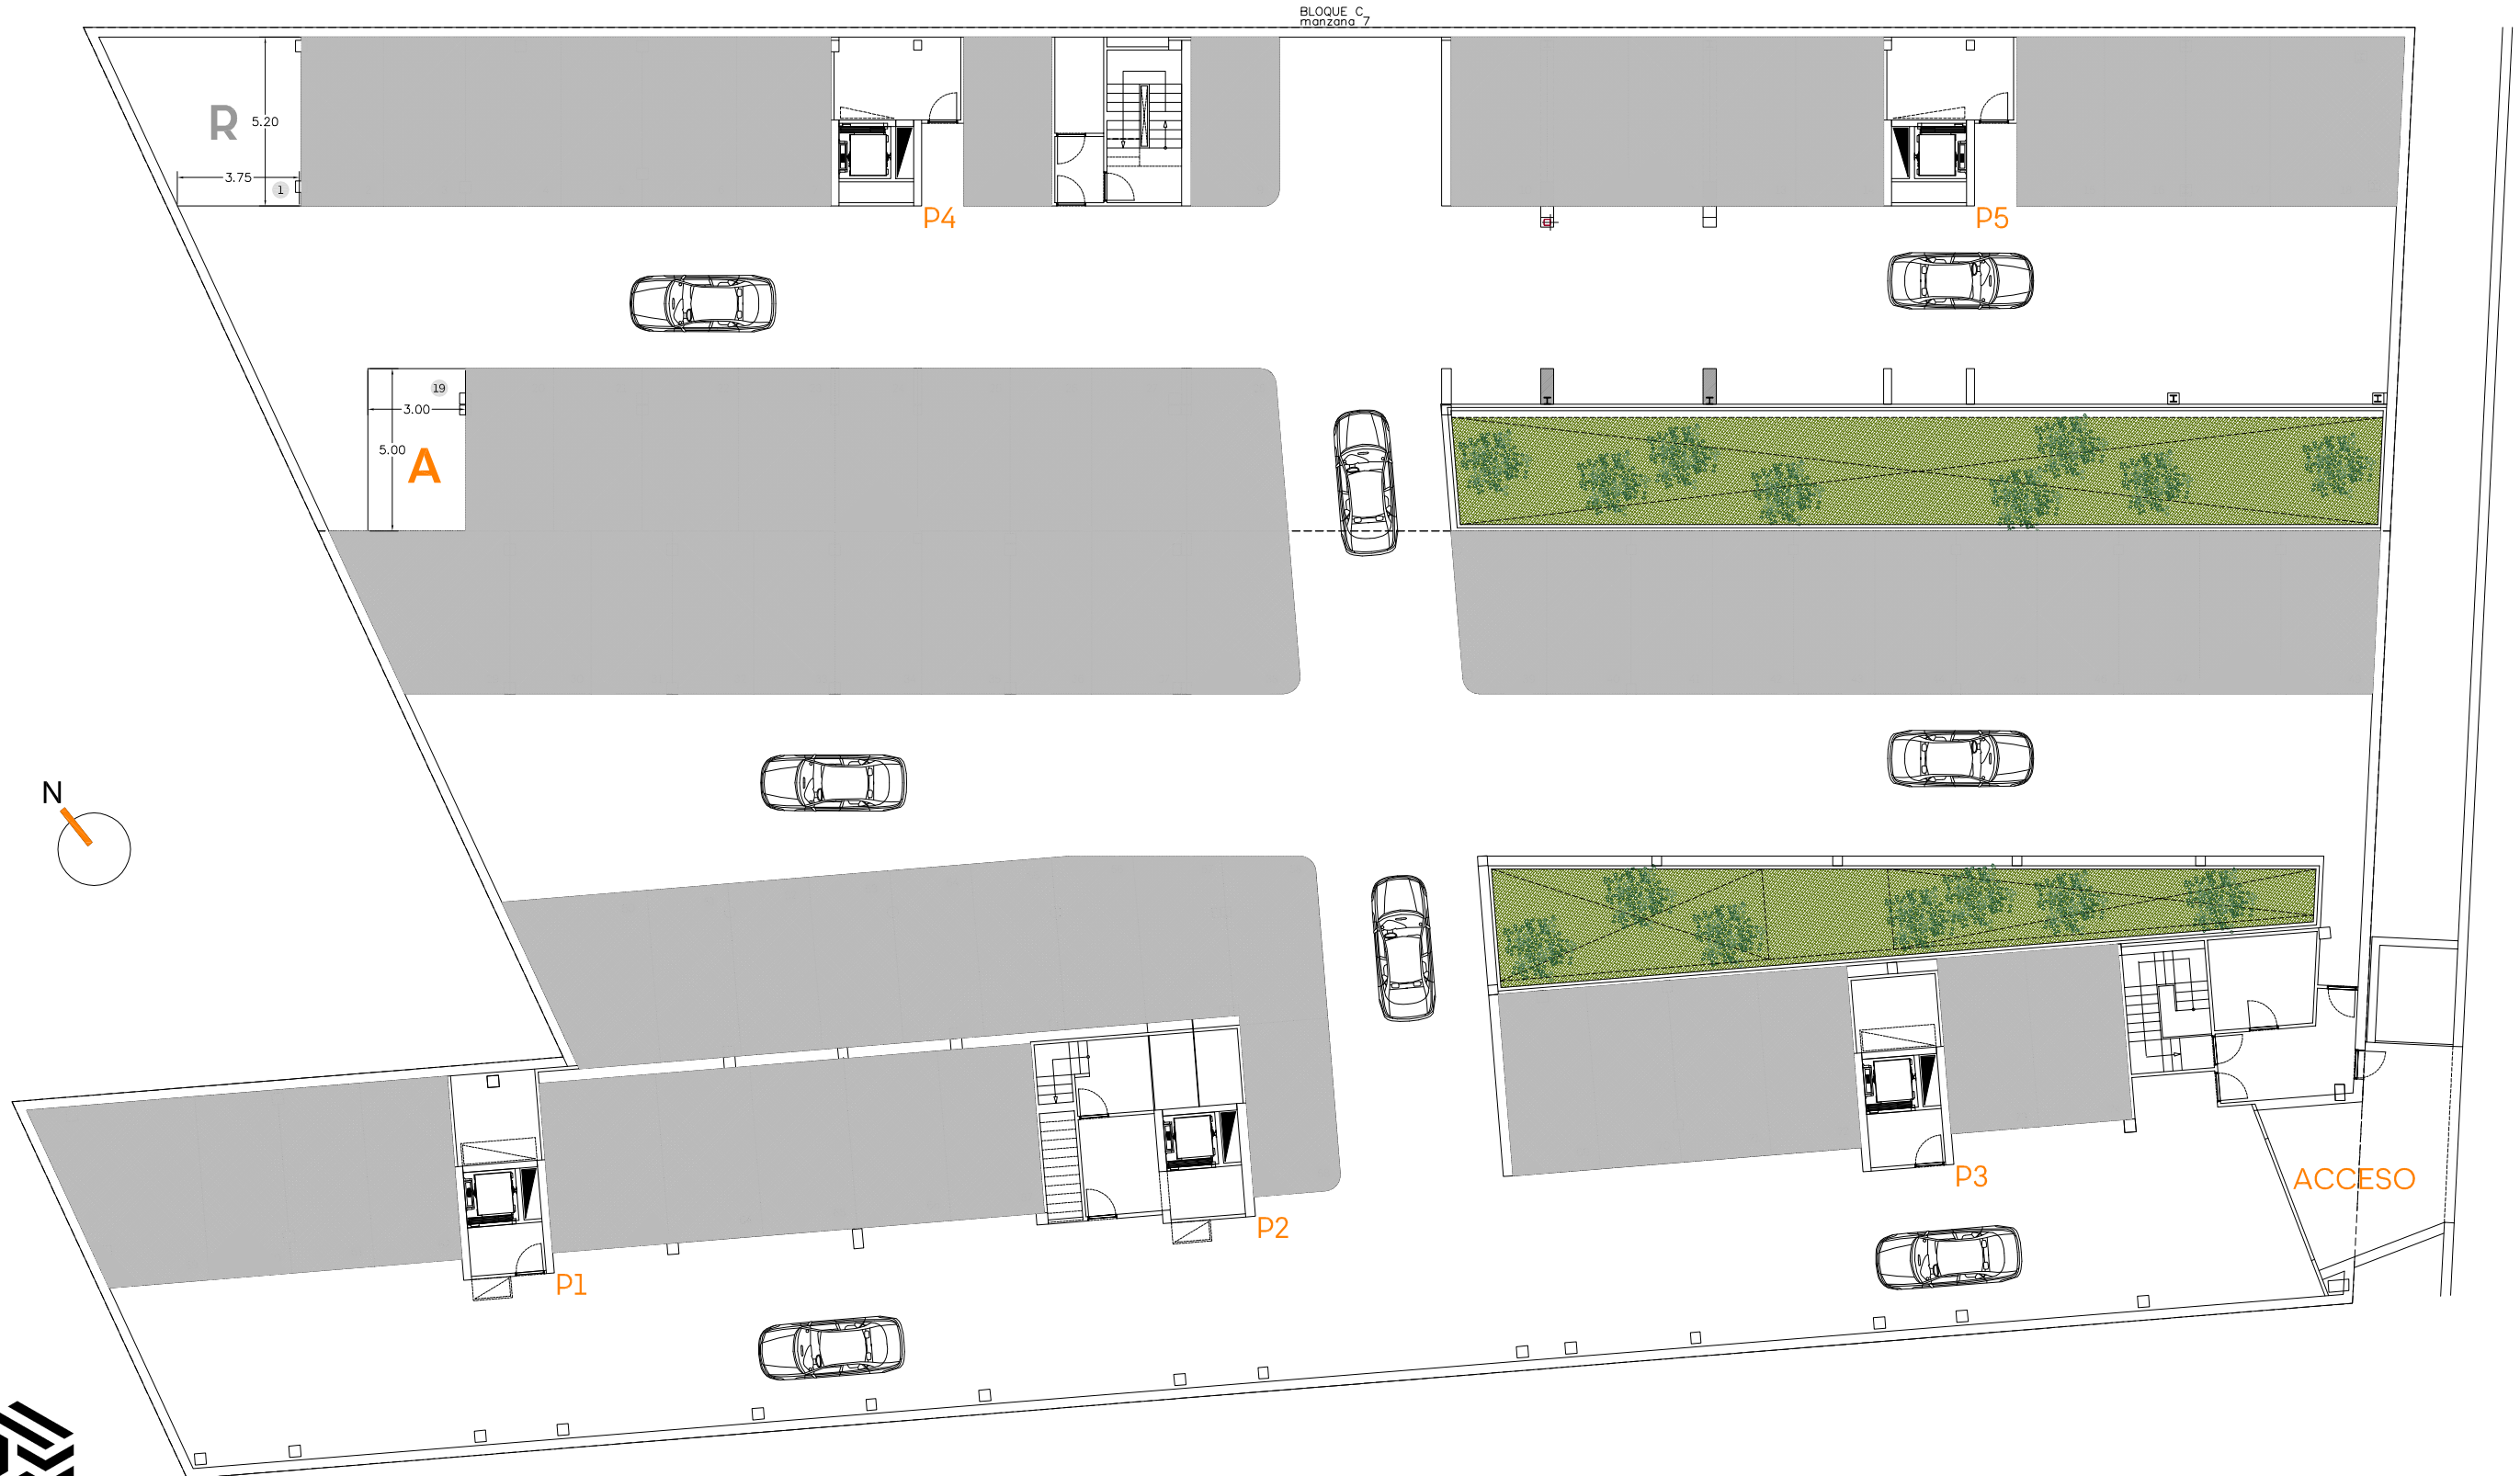 BLOQUE C
manzana 7
R
5.20
3.75
1
P4
P5
19
3.00
5.00
A
N
P3
ACCESO
P2
P1